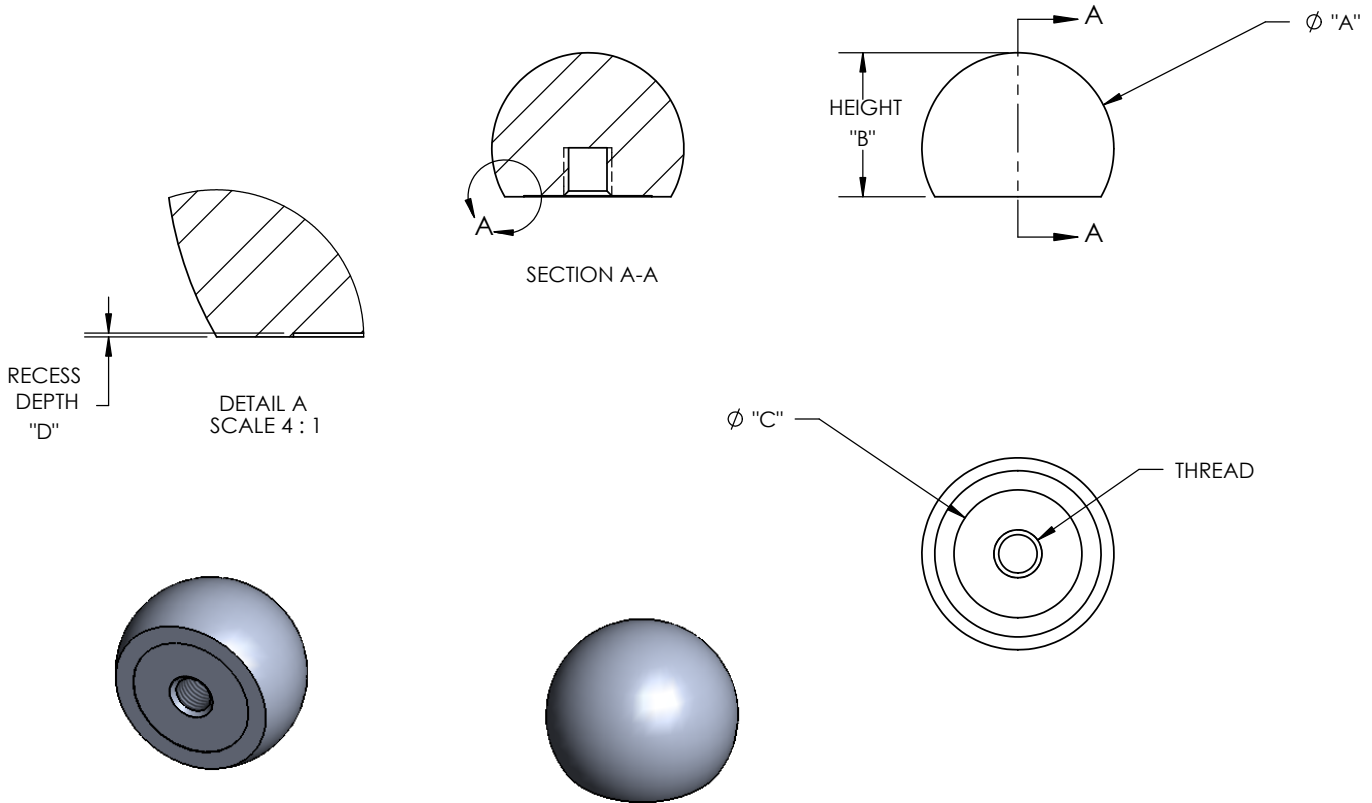 A
Ø "A"
HEIGHT
"B"
A
A
SECTION A-A
RECESS
DEPTH
"D"
DETAIL A
SCALE 4 : 1
Ø "C"
THREAD